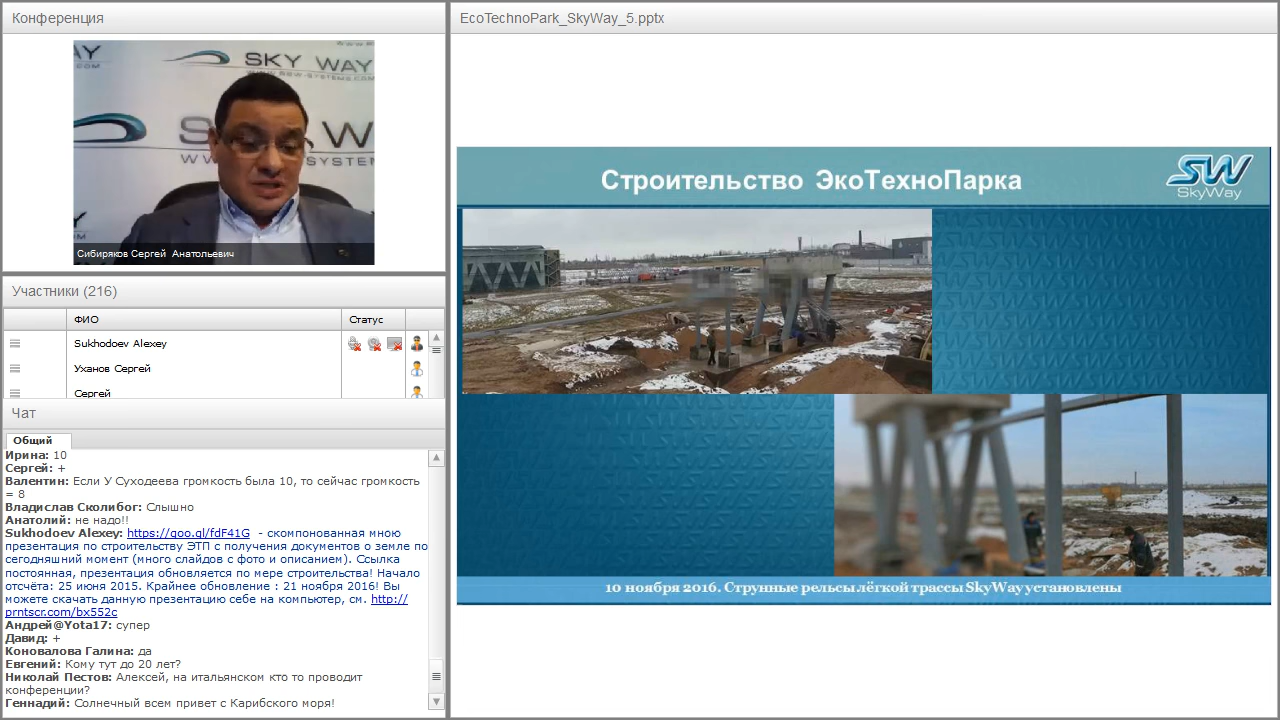 Конференция
EcoTechnoPark_SkyWay_5.pptx
SKY WAY
WWW.RSW-SYSTEMS.COM
Сибиряков Сергей Анатольевич
Участники (216)
ФИО
Статус
Sukhodoev Alexey
Уханов Сергей
Сергей
Чат
Общий
Ирина: 10
Сергей: +
Валентин: Если У Суходеева громкость была 10, то сейчас громкость
= 8
Владислав Сколибог: Слышно
Анатолий: не надо!!
Sukhodoev Alexey: https://goo.gl/fdF41G - скомпонованная мною
презентация по строительству ЭТП с получения документов о земле по
сегодняшний момент (много слайдов с фото и описанием). Ссылка
постоянная, презентация обновляется по мере строительства! Начало
отсчёта: 25 июня 2015. Крайнее обновление : 21 ноября 2016! Вы
можете скачать данную презентацию себе на компьютер, см. http://
prntscr.com/bx552c
Андрей@Yota17: супер
Давид: +
Коновалова Галина: да
Евгений: Кому тут до 20 лет?
Николай Пестов: Алексей, на итальянском кто то проводит
конференции?
Геннадий: Солнечный всем привет с Карибского моря!
Строительство ЭкоТехноПарка
SW
SkyWay
10 ноября 2016. Струнные рельсы лёгкой трассы SkyWay установлены